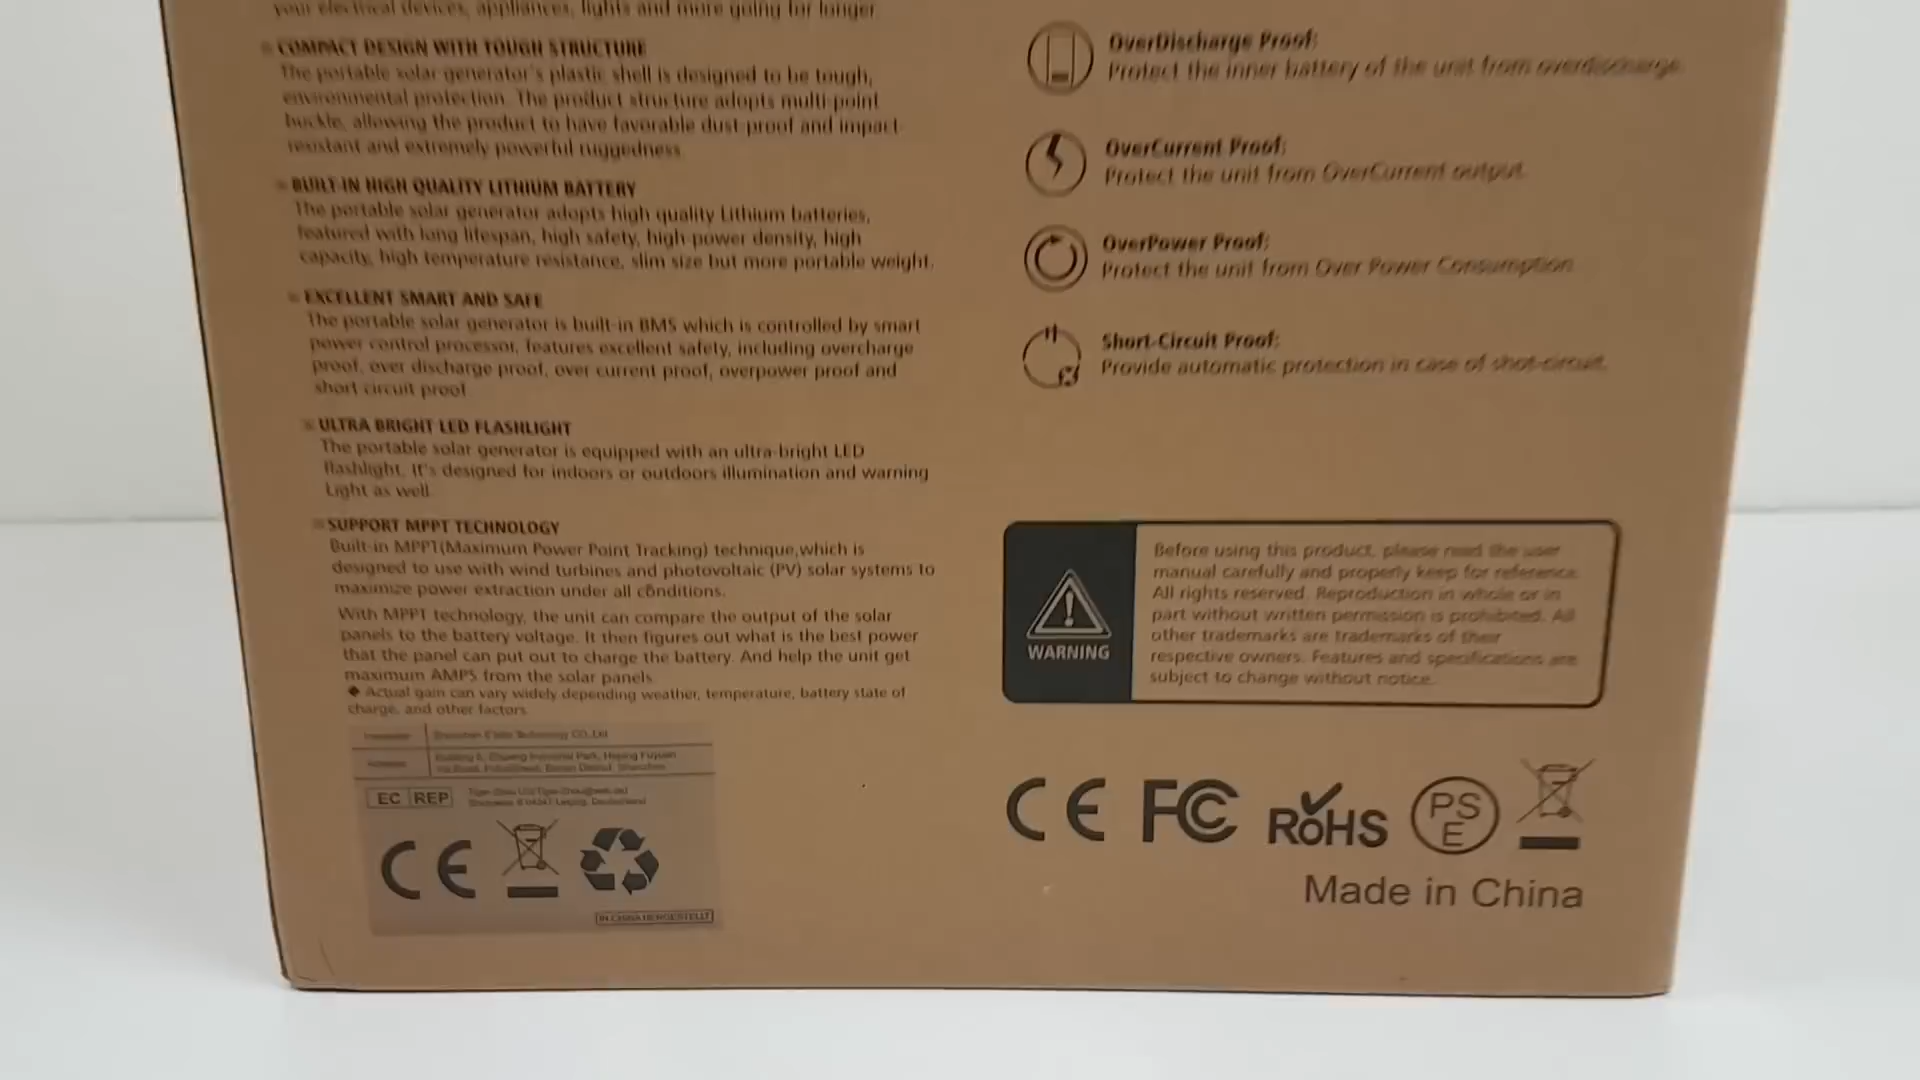 your electrical devices, appliances, lights and more going for longer
COMPACT DESIGN WITH TOUGH STRUCTURE
The portable solar generator's plastic shell is designed to be tough,
environmental protection. The product structure adopts multi-point
buckle, allowing the product to have favorable dust-proof and impact-
resistant and extremely powerful ruggedness
BUILT-IN HIGH QUALITY LITHIUM BATTERY
The portable solar generator adopts high quality Lithium batteries,
featured with long lifespan, high safety, high-power density, high
capacity, high temperature resistance, slim size but more portable weight.
EXCELLENT SMART AND SAFE
The portable solar generator is built-in BMS which is controlled by smart
power control processor, features excellent safety, including overcharge
proof, over discharge proof, over current proof, overpower proof and
short circuit proof
ULTRA BRIGHT LED FLASHLIGHT
The portable solar generator is equipped with an ultra-bright LED
flashlight. It's designed for indoors or outdoors illumination and warning
Light as well
SUPPORT MPPT TECHNOLOGY
Built-in MPPT(Maximum Power Point Tracking) technique,which is
designed to use with wind turbines and photovoltaic (PV) solar systems to
maximize power extraction under all conditions.
With MPPT technology, the unit can compare the output of the solar
panels to the battery voltage. It then figures out what is the best power
that the panel can put out to charge the battery. And help the unit get
maximum AMPS from the solar panels
◆ Actual gain can vary widely depending weather, temperature, battery state of
charge, and other factors
Technology CO.,Ltd
Industrial Park,
EC REP
CE
IN CHINA HERGESTELLT
OverDischarge Proof:
Protect the inner battery of the unit from overdischarge.
OverCurrent Proof:
Protect the unit from OverCurrent output.
OverPower Proof:
Protect the unit from Over Power Consumption
Short-Circuit Proof:
Provide automatic protection in case of shot-circuit.
WARNING
Before using this product, please read the user
manual carefully and properly keep for reference.
All rights reserved. Reproduction in whole or in
part without written permission is prohibited. All
other trademarks are trademarks of their
respective owners. Features and specifications are
subject to change without notice.
CE FC RoHS PSE
Made in China